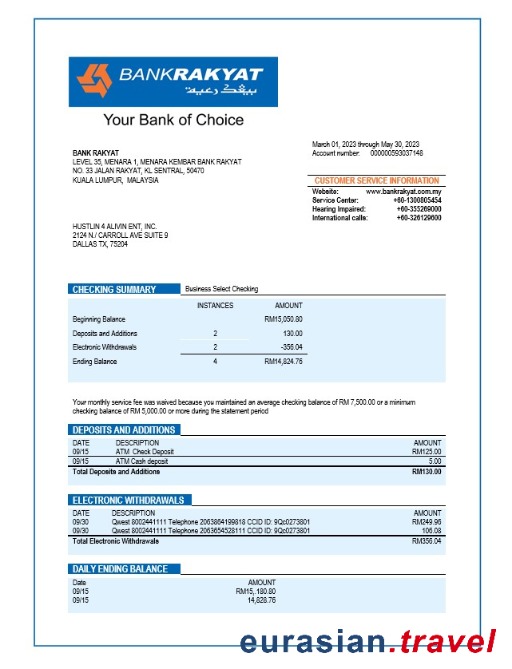 BANKRAKYAT
بيڠك رعية
Your Bank of Choice
March 01, 2023 through May 30, 2023
Account number: 000000593037148
BANK RAKYAT
LEVEL 35, MENARA 1, MENARA KEMBAR BANK RAKYAT
NO. 33 JALAN RAKYAT, KL SENTRAL, 50470
KUALA LUMPUR, MALAYSIA
CUSTOMER SERVICE INFORMATION
Website: www.bankrakyat.com.my
Service Center: +60-1300805454
Hearing Impaired: +60-355269000
International calls: +60-326129600
HUSTLIN 4 ALIVIN ENT, INC.
2124 N./ CARROLL AVE SUITE 9
DALLAS TX, 75204
CHECKING SUMMARY Business Select Checking
INSTANCES AMOUNT
Beginning Balance RM15,050.80
Deposits and Additions 2 130.00
Electronic Withdrawals 2 -356.04
Ending Balance 4 RM14,824.76
Your monthly service fee was waived because you maintained an average checking balance of RM 7,500.00 or a minimum
checking balance of RM 5,000.00 or more during the statement period
DEPOSITS AND ADDITIONS
DATE DESCRIPTION AMOUNT
09/15 ATM Check Deposit RM125.00
09/15 ATM Cash deposit 5.00
Total Deposits and Additions RM130.00
ELECTRONIC WITHDRAWALS
DATE DESCRIPTION AMOUNT
09/30 Qwest 8002441111 Telephone 2063864199818 CCID ID: 9Qc0273801 RM249.96
09/30 Qwest 8002441111 Telephone 2063654528111 CCID ID: 9Qc0273801 106.08
Total Electronic Withdrawals RM356.04
DAILY ENDING BALANCE
Date AMOUNT
09/15 RM15,.180.80
09/15 14,828.76
eurasian.travel